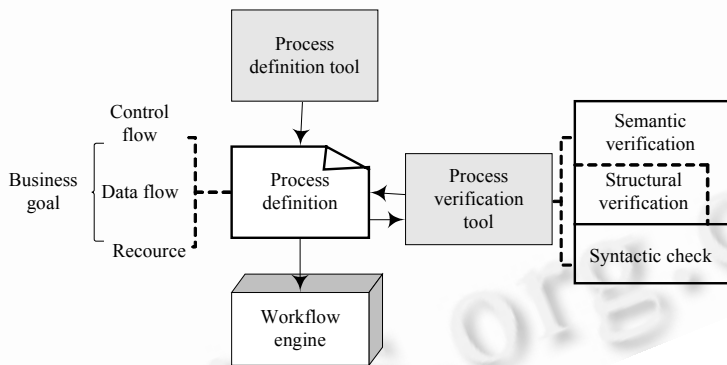 Process
definition tool
Control
flow
Business
goal
Data flow
Recourse
Process
definition
Process
verification
tool
Semantic
verification
Structural
verification
Syntactic check
Workflow
engine